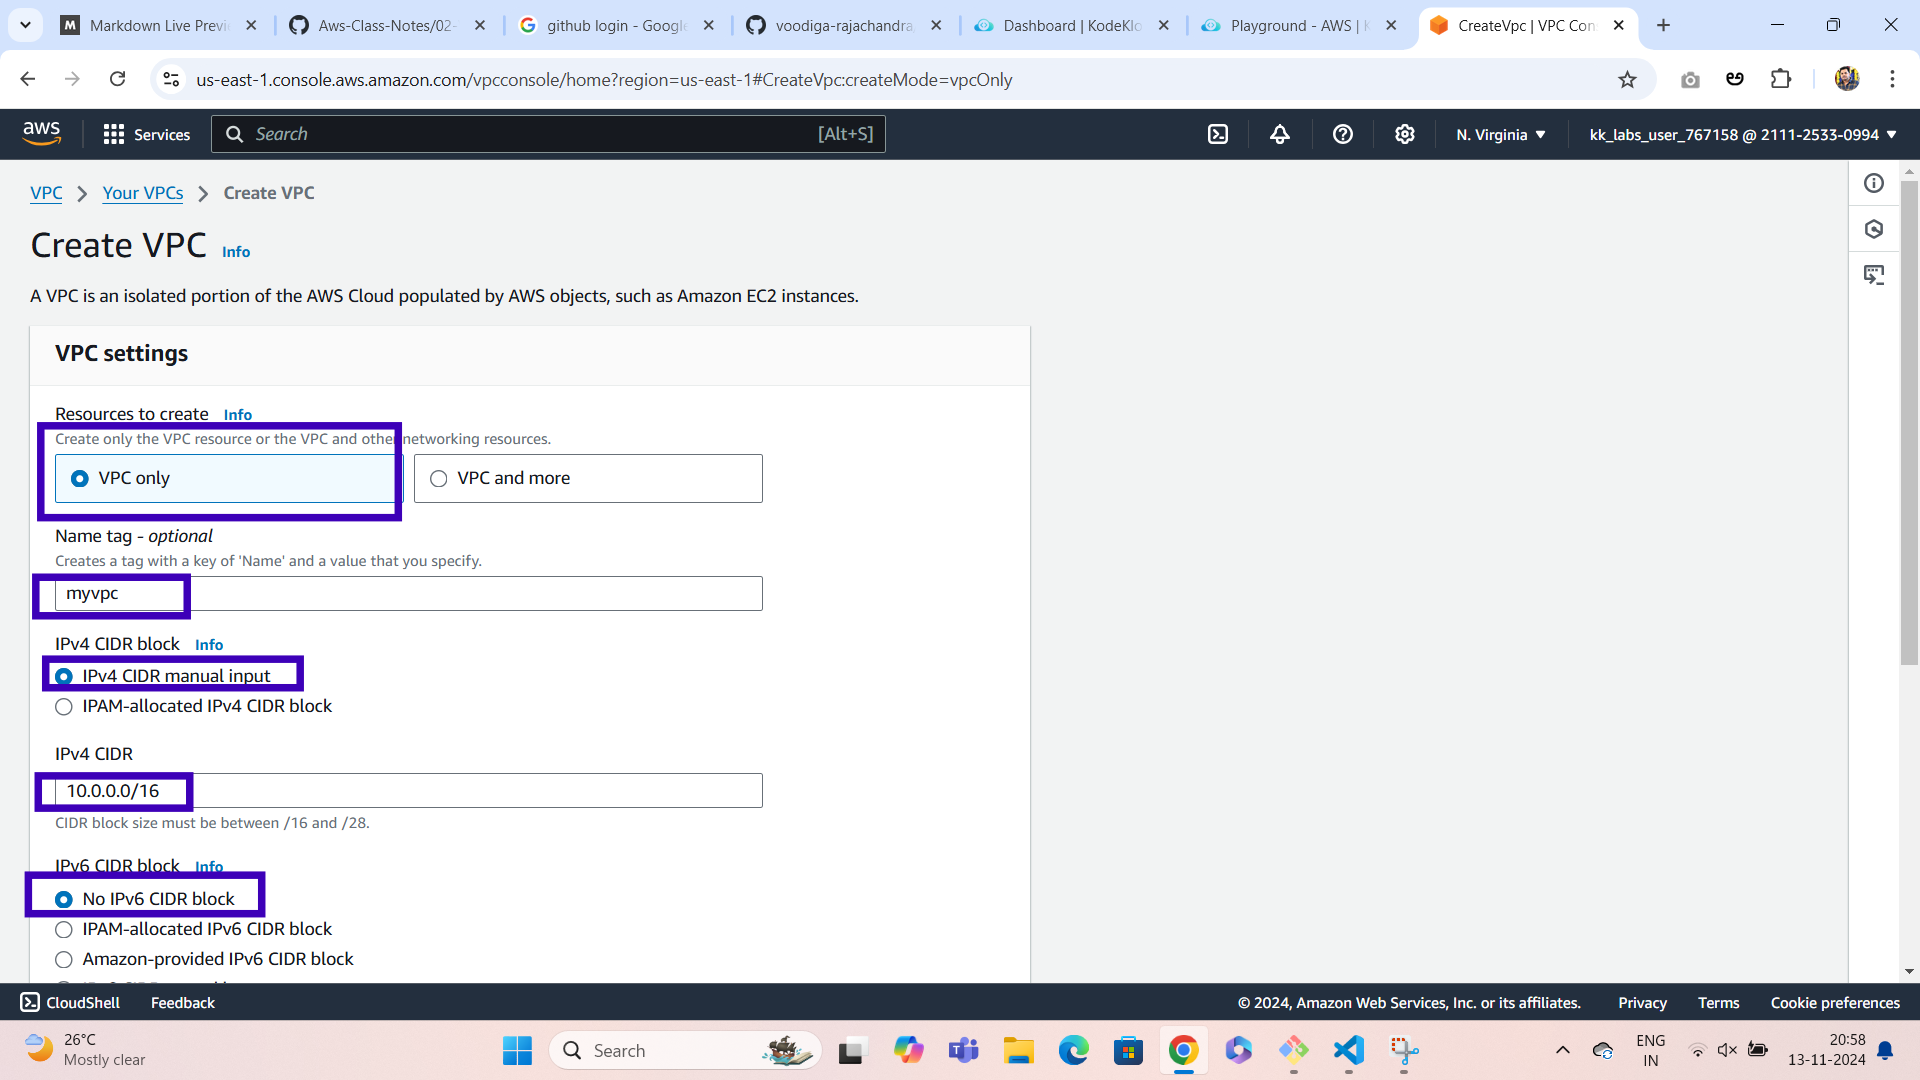 Markdown Live Previ
Aws-Class-Notes/02-
github login - Google
voodiga-rajachandra
Dashboard | KodeKlo
Playground - AWS | K
CreateVpc | VPC Con
us-east-1.console.aws.amazon.com/vpcconsole/home?region=us-east-1#CreateVpc:createMode=vpcOnly
aws
Services
Search
[Alt+S]
N. Virginia
kk_labs_user_767158 @ 2111-2533-0994
VPC
Your VPCs
Create VPC
Create VPC Info
A VPC is an isolated portion of the AWS Cloud populated by AWS objects, such as Amazon EC2 instances.
VPC settings
Resources to create Info
Create only the VPC resource or the VPC and other networking resources.
VPC only
VPC and more
Name tag - optional
Creates a tag with a key of 'Name' and a value that you specify.
myvpc
IPv4 CIDR block Info
IPv4 CIDR manual input
IPAM-allocated IPv4 CIDR block
IPv4 CIDR
10.0.0.0/16
CIDR block size must be between /16 and /28.
IPv6 CIDR block Info
No IPv6 CIDR block
IPAM-allocated IPv6 CIDR block
Amazon-provided IPv6 CIDR block
CloudShell
Feedback
© 2024, Amazon Web Services, Inc. or its affiliates.
Privacy
Terms
Cookie preferences
26°C
Mostly clear
Search
ENG
IN
20:58
13-11-2024